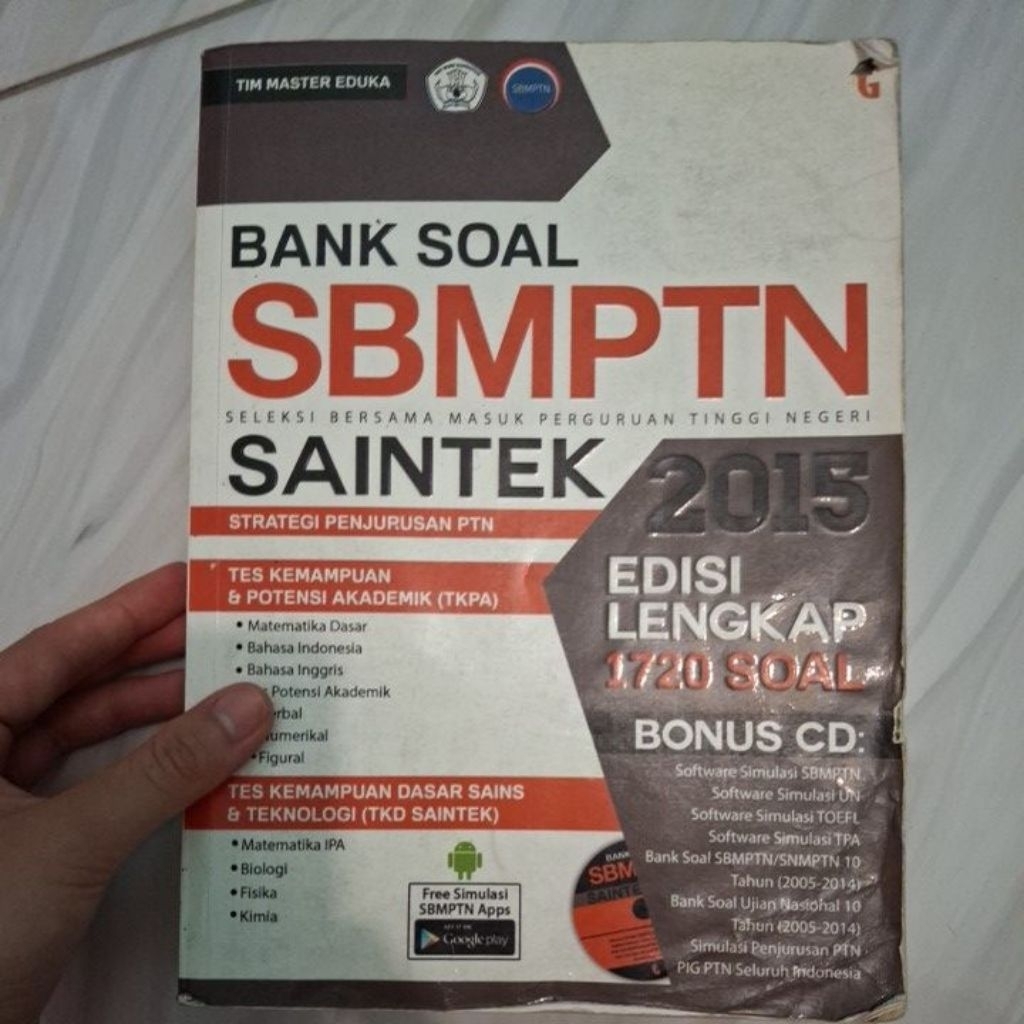 TIM MASTER EDUKA
SBMPTN
G
BANK SOAL
SBMPTN
SELEKSI BERSAMA MASUK PERGURUAN TINGGI NEGERI
SAINTEK
2015
STRATEGI PENJURUSAN PTN
EDISI
LENGKAP
1720 SOAL
TES KEMAMPUAN
& POTENSI AKADEMIK (TKPA)
• Matematika Dasar
• Bahasa Indonesia
• Bahasa Inggris
Potensi Akademik
• Figural
TES KEMAMPUAN DASAR SAINS
& TEKNOLOGI (TKD SAINTEK)
• Matematika IPA
• Biologi
• Fisika
• Kimia
Free Simulasi
SBMPTN Apps
GET IT ON
Google play
BONUS CD:
Software Simulasi SBMPTN
Software Simulasi UN
Software Simulasi TOEFL
Software Simulasi TPA
Bank Soal SBMPTN/SNMPTN 10
Tahun (2005-2014)
Bank Soal Ujian Nasional 10
Tahun (2005-2014)
Simulasi Penjurusan PTN
PIG PTN Seluruh Indonesia